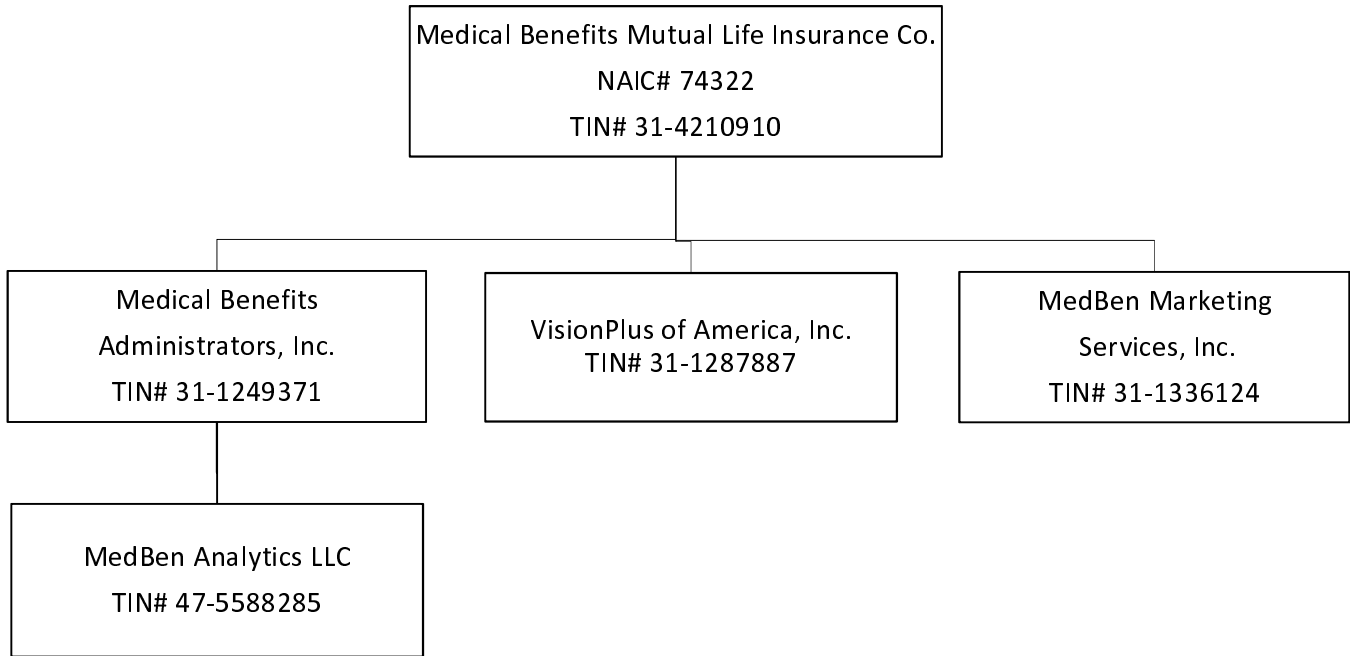 Medical Benefits Mutual Life Insurance Co.
NAIC# 74322
TIN# 31-4210910
Medical Benefits
Administrators, Inc.
TIN# 31-1249371
VisionPlus of America, Inc.
TIN# 31-1287887
MedBen Marketing
Services, Inc.
TIN# 31-1336124
MedBen Analytics LLC
TIN# 47-5588285